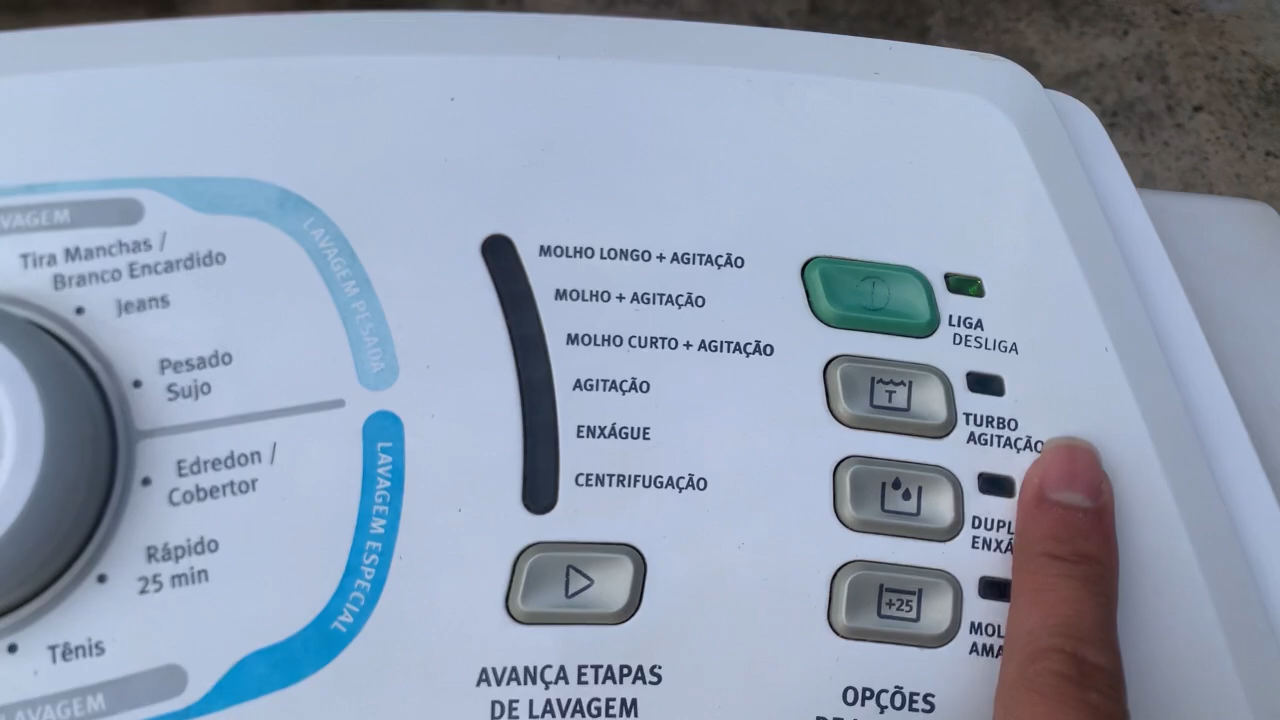 Tira Manchas /
Branco Encardido
Jeans
Pesado
Sujo
Edredon /
Cobertor
Rápido
25 min
Tênis
LAVAGEM PESADA
LAVAGEM ESPECIAL
MOLHO LONGO + AGITAÇÃO
MOLHO + AGITAÇÃO
MOLHO CURTO + AGITAÇÃO
AGITAÇÃO
ENXÁGUE
CENTRIFUGAÇÃO
AVANÇA ETAPAS
DE LAVAGEM
LIGA
DESLIGA
T
TURBO
AGITAÇÃO
+25
OPÇÕES